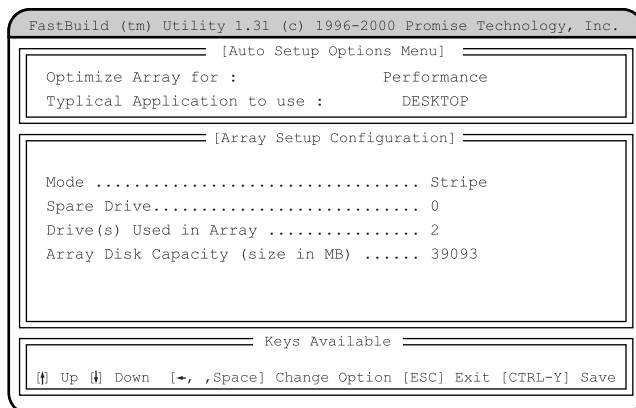 FastBuild (tm) Utility 1.31 (c) 1996-2000 Promise Technology, Inc.
[Auto Setup Options Menu]
Optimize Array for : Performance
Typlical Application to use : DESKTOP
[Array Setup Configuration]
Mode .................................. Stripe
Spare Drive............................ 0
Drive(s) Used in Array ................ 2
Array Disk Capacity (size in MB) ...... 39093
Keys Available
[↑] Up [↓] Down [←, ,Space] Change Option [ESC] Exit [CTRL-Y] Save